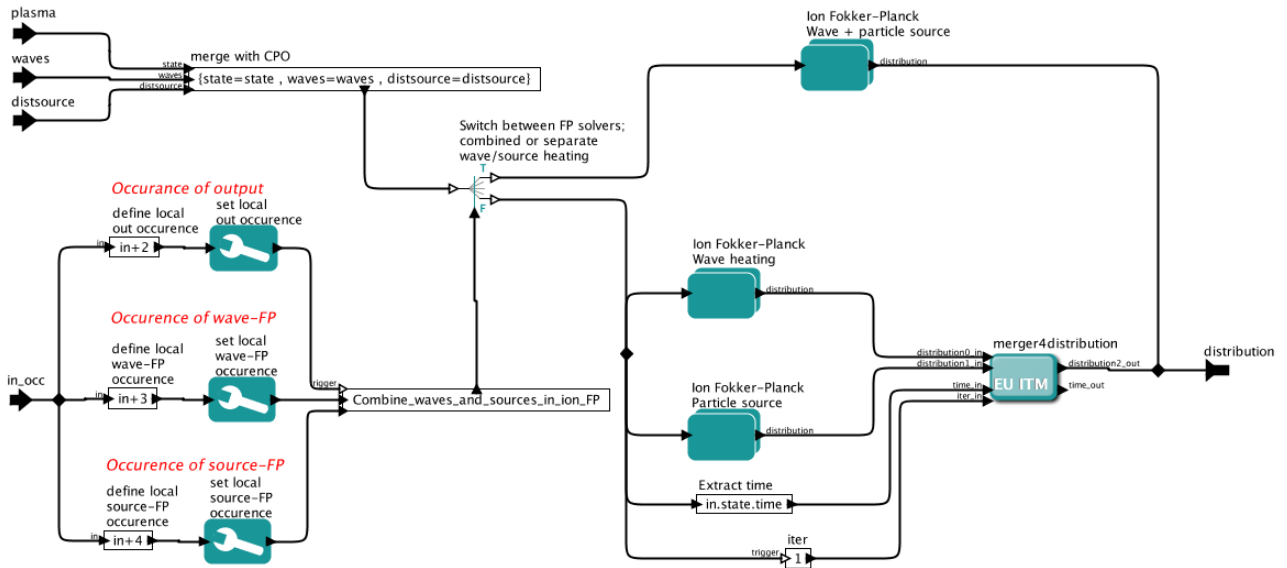 plasma
waves
distsource
merge with CPO
state
waves
distsource
{state=state , waves=waves , distsource=distsource}
Switch between FP solvers;
combined or separate
wave/source heating
T
F
Ion Fokker-Planck
Wave + particle source
distribution
Occurance of output
define local
out occurence
set local
out occurence
in
in+2
Occurence of wave-FP
define local
wave-FP
occurence
set local
wave-FP
occurence
in_occ
in
in+3
trigger
Combine_waves_and_sources_in_ion_FP
Occurence of source-FP
define local
source-FP
occurence
set local
source-FP
occurence
in
in+4
Ion Fokker-Planck
Wave heating
distribution
Ion Fokker-Planck
Particle source
distribution
Extract time
in.state.time
iter
trigger
1
merger4distribution
distribution0_in
distribution1_in
time_in
iter_in
EU ITM
distribution2_out
time_out
distribution